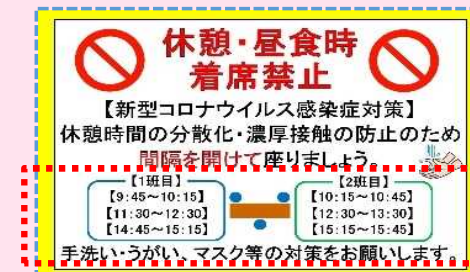 休憩・昼食時
着席禁止
【新型コロナウイルス感染症対策】
休憩時間の分散化・濃厚接触の防止のため
間隔を開けて座りましょう。
【1班目】
【9:45～10:15】
【11:30～12:30】
【14:45～15:15】
【2班目】
【10:15～10:45】
【12:30～13:30】
【15:15～15:45】
手洗い・うがい、マスク等の対策をお願いします。